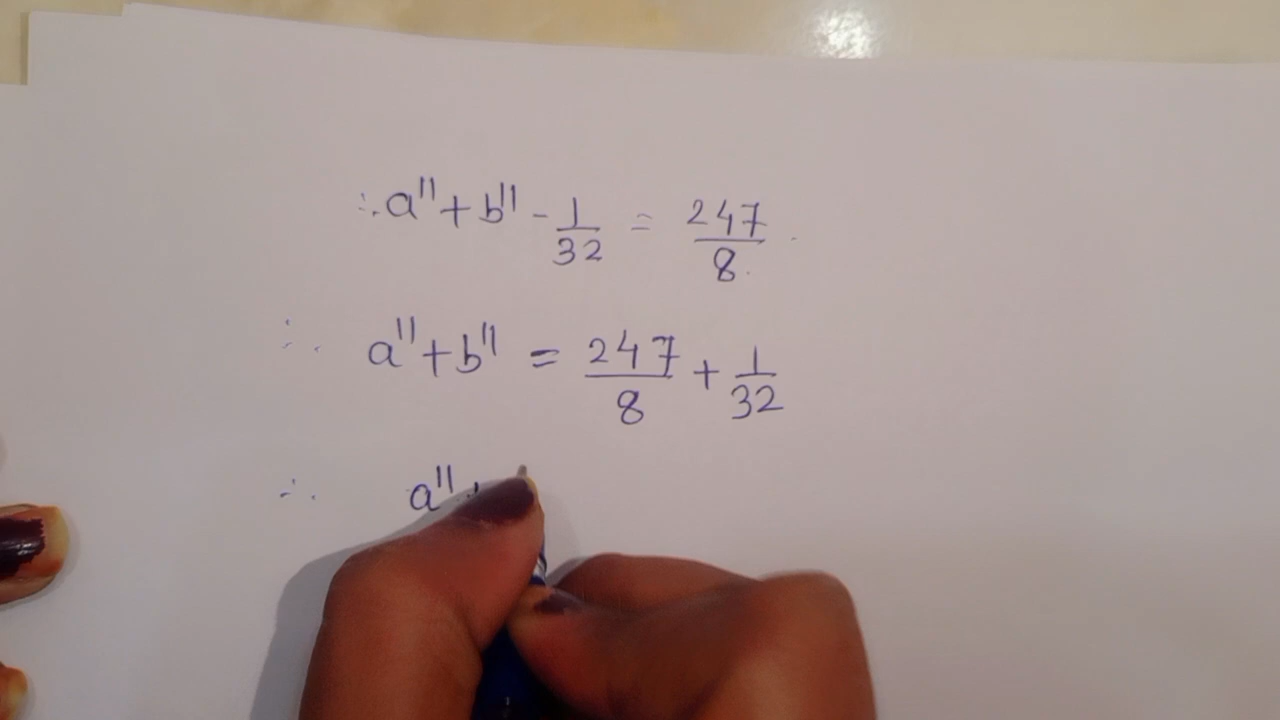 ∴ a¹¹ + b¹¹ - 1/32 = 247/8
∴ a¹¹ + b¹¹ = 247/8 + 1/32
∴ a¹¹ +